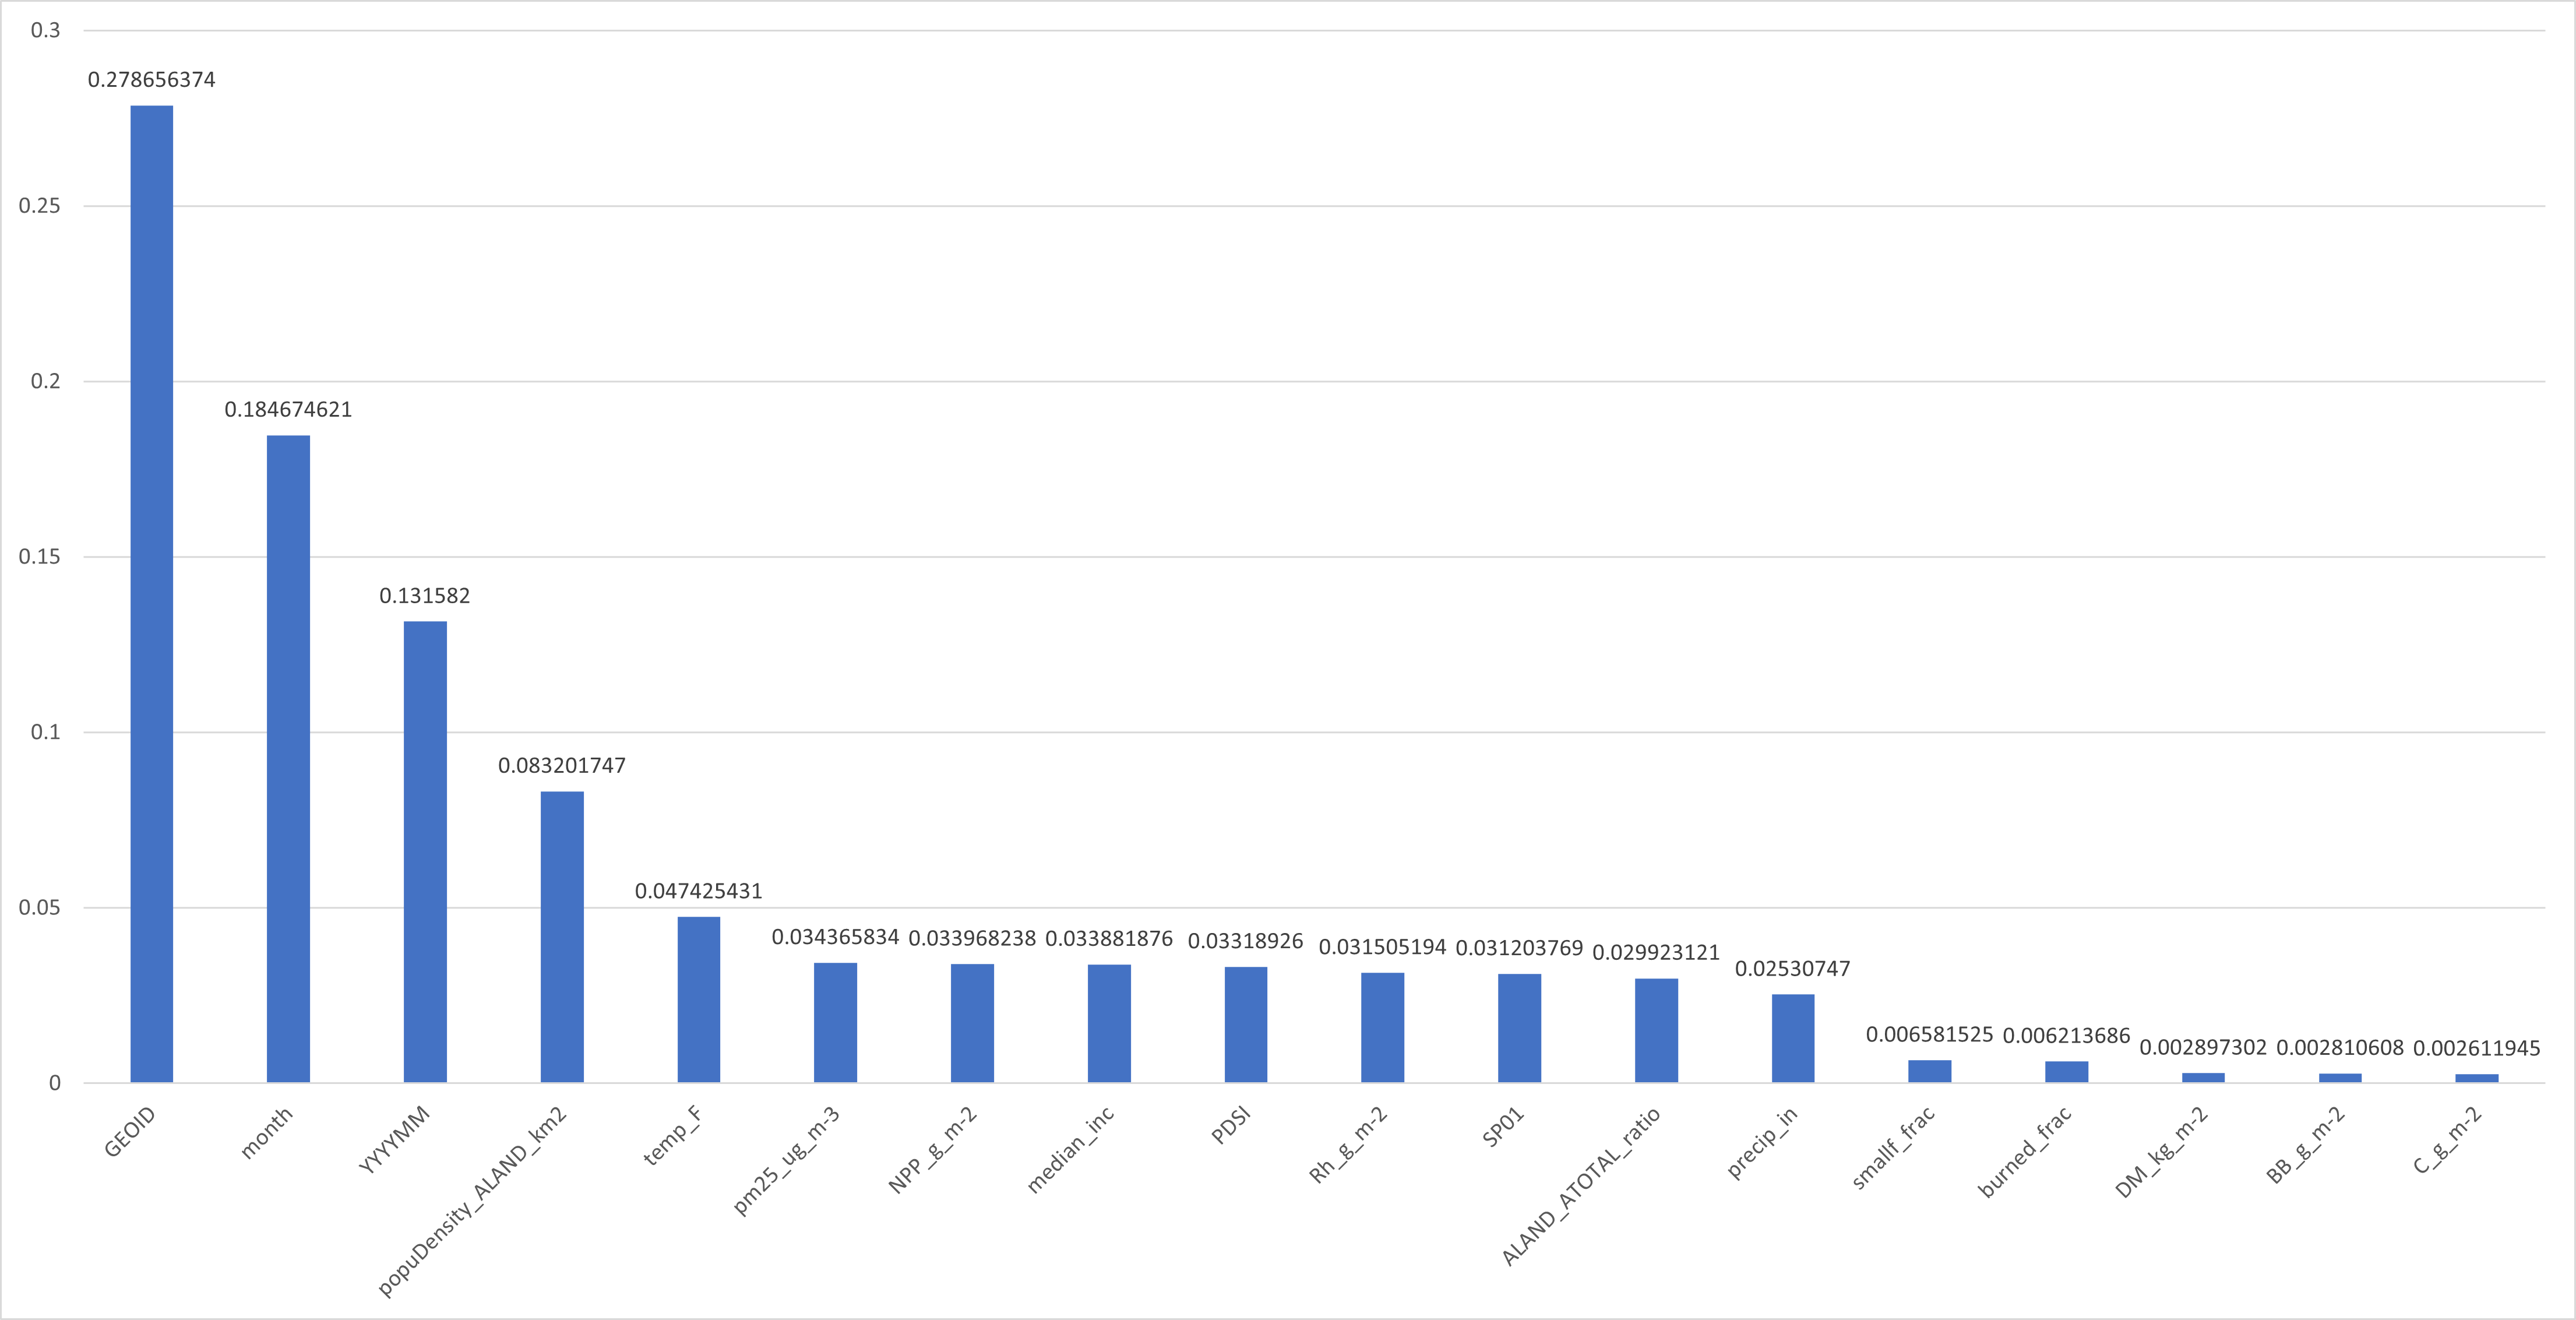 0.3
0.25
0.2
0.15
0.1
0.05
0
0.278656374
0.184674621
0.131582
0.083201747
0.047425431
0.034365834
0.033968238
0.033881876
0.03318926
0.031505194
0.031203769
0.029923121
0.02530747
0.006581525
0.006213686
0.002897302
0.002810608
0.002611945
GEOID
month
YYYYMM
popuDensity_ALAND_km2
temp_F
pm25_ug_m-3
NPP_g_m-2
median_inc
PDSI
Rh_g_m-2
SP01
ALAND_ATOTAL_ratio
precip_in
smallf_frac
burned_frac
DM_kg_m-2
BB_g_m-2
C_g_m-2